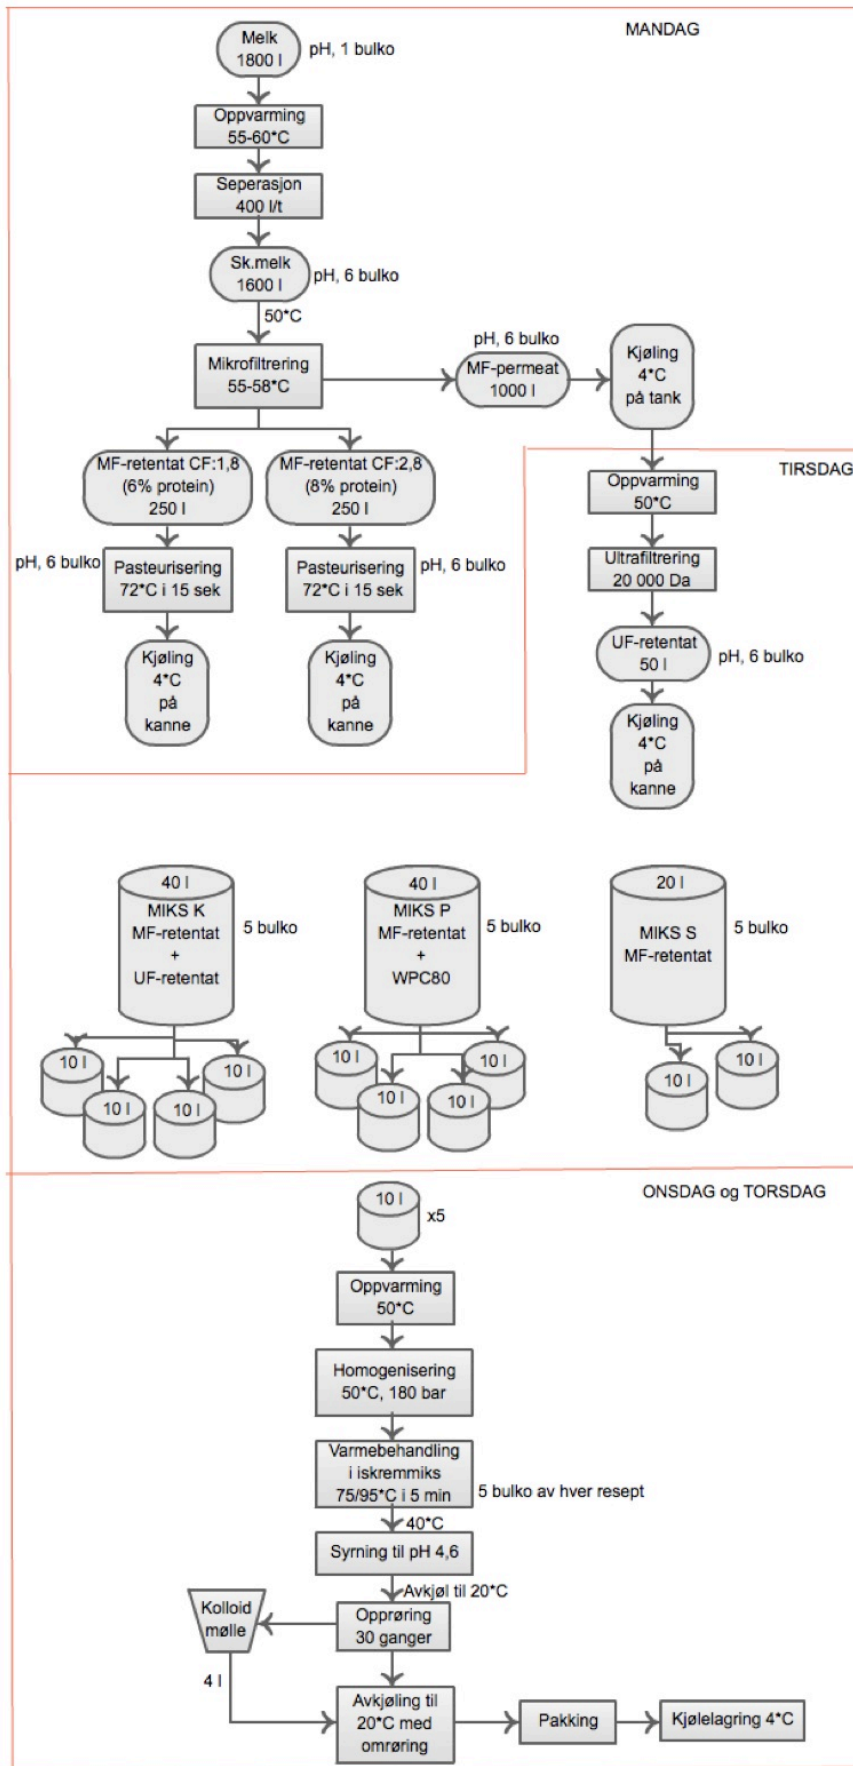 MANDAG
Melk
1800 l
pH, 1 bulko
Oppvarming
55-60*C
Seperasjon
400 l/t
Sk.melk
1600 l
pH, 6 bulko
50*C
Mikrofiltrering
55-58*C
pH, 6 bulko
MF-permeat
1000 l
Kjøling
4*C
på tank
MF-retentat CF:1,8
(6% protein)
250 l
MF-retentat CF:2,8
(8% protein)
250 l
pH, 6 bulko
Pasteurisering
72*C i 15 sek
Pasteurisering
72*C i 15 sek
pH, 6 bulko
Kjøling
4*C
på
kanne
Kjøling
4*C
på
kanne
TIRSDAG
Oppvarming
50*C
Ultrafiltrering
20 000 Da
UF-retentat
50 l
pH, 6 bulko
Kjøling
4*C
på
kanne
40 l
MIKS K
MF-retentat
+
UF-retentat
5 bulko
10 l
10 l
10 l
10 l
40 l
MIKS P
MF-retentat
+
WPC80
5 bulko
10 l
10 l
10 l
10 l
20 l
MIKS S
MF-retentat
5 bulko
10 l
10 l
ONSDAG og TORSDAG
10 l
x5
Oppvarming
50*C
Homogenisering
50*C, 180 bar
Varmebehandling
i iskremmiks
75/95*C i 5 min
5 bulko av hver resept
40*C
Syrning til pH 4,6
Avkjøl til 20*C
Kolloid
mølle
Opprøring
30 ganger
4 l
Avkjøling til
20*C med
omrøring
Pakking
Kjølelagring 4*C